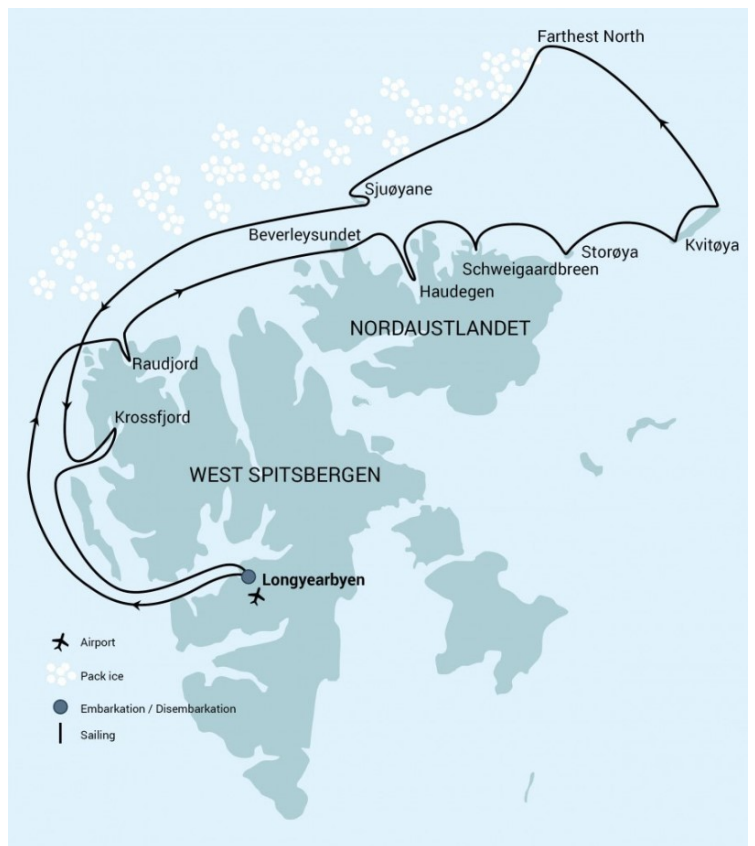 Farthest North
Sjuøyane
Beverleysundet
Kvitøya
Storøya
Schweigaardbreen
Haudegen
NORDAUSTLANDET
Raudjord
Krossfjord
WEST SPITSBERGEN
Longyearbyen
Airport
Pack ice
Embarkation / Disembarkation
Sailing